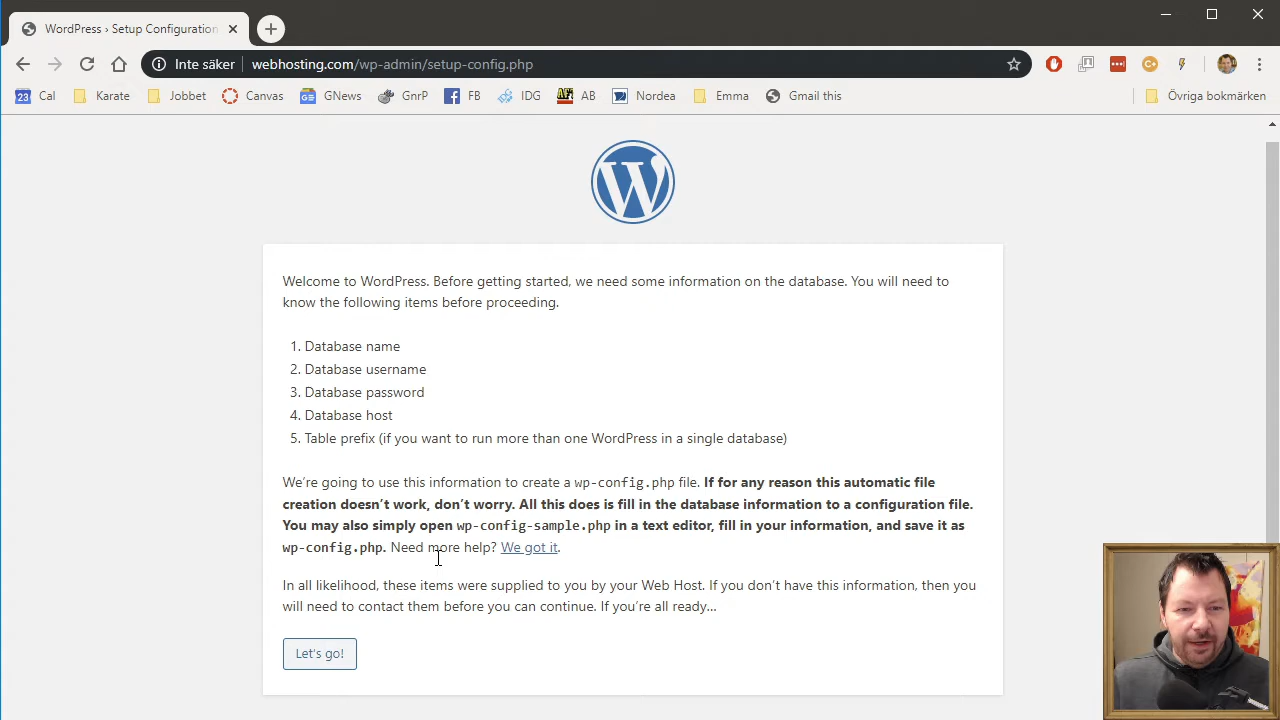 WordPress › Setup Configuration
Inte säker webhosting.com/wp-admin/setup-config.php
23 Cal Karate Jobbet Canvas GNews GnrP FB IDG AB Nordea Emma Gmail this Övriga bokmärken
W
Welcome to WordPress. Before getting started, we need some information on the database. You will need to
know the following items before proceeding.
1. Database name
2. Database username
3. Database password
4. Database host
5. Table prefix (if you want to run more than one WordPress in a single database)
We’re going to use this information to create a wp-config.php file. If for any reason this automatic file
creation doesn’t work, don’t worry. All this does is fill in the database information to a configuration file.
You may also simply open wp-config-sample.php in a text editor, fill in your information, and save it as
wp-config.php. Need more help? We got it.
In all likelihood, these items were supplied to you by your Web Host. If you don’t have this information, then you
will need to contact them before you can continue. If you’re all ready…
Let’s go!